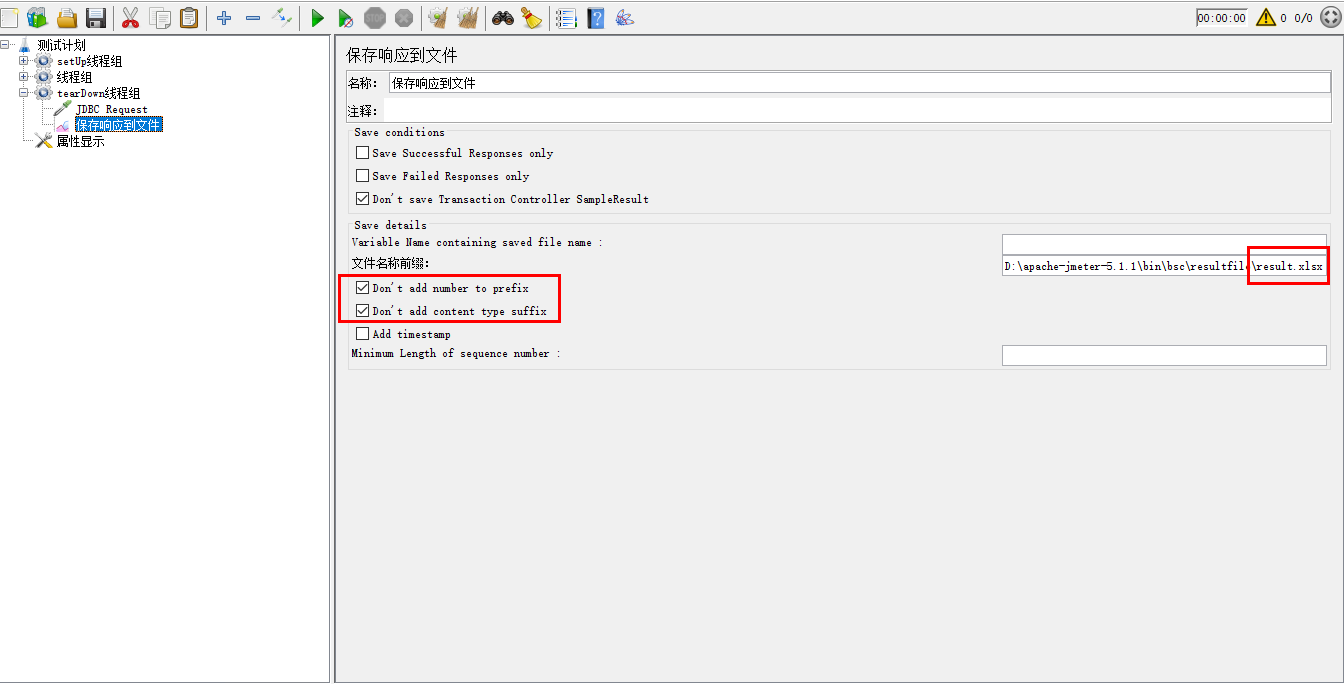 STOP
00:00:00
0 0/0
测试计划
setUp线程组
线程组
tearDown线程组
JDBC Request
保存响应到文件
属性显示
保存响应到文件
名称：
保存响应到文件
注释：
Save conditions
Save Successful Responses only
Save Failed Responses only
Don't save Transaction Controller SampleResult
Save details
Variable Name containing saved file name :
文件名称前缀：
D:\apache-jmeter-5.1.1\bin\bsc\resultfil \result.xlsx
Don't add number to prefix
Don't add content type suffix
Add timestamp
Minimum Length of sequence number :